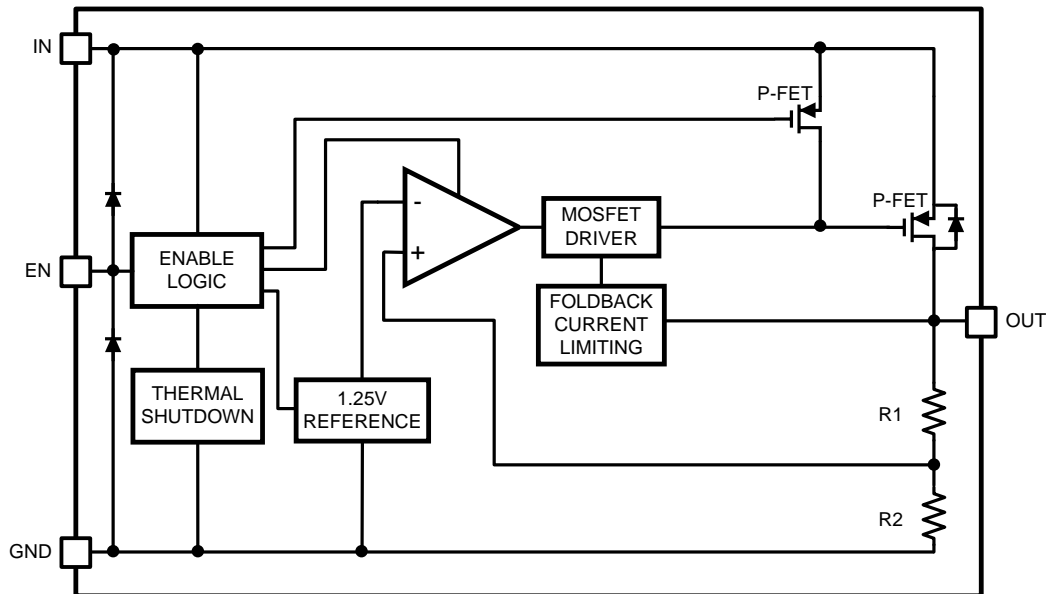 IN
P-FET
P-FET
-
+
MOSFET
DRIVER
EN
ENABLE
LOGIC
FOLDBACK
CURRENT
LIMITING
OUT
THERMAL
SHUTDOWN
1.25V
REFERENCE
R1
R2
GND